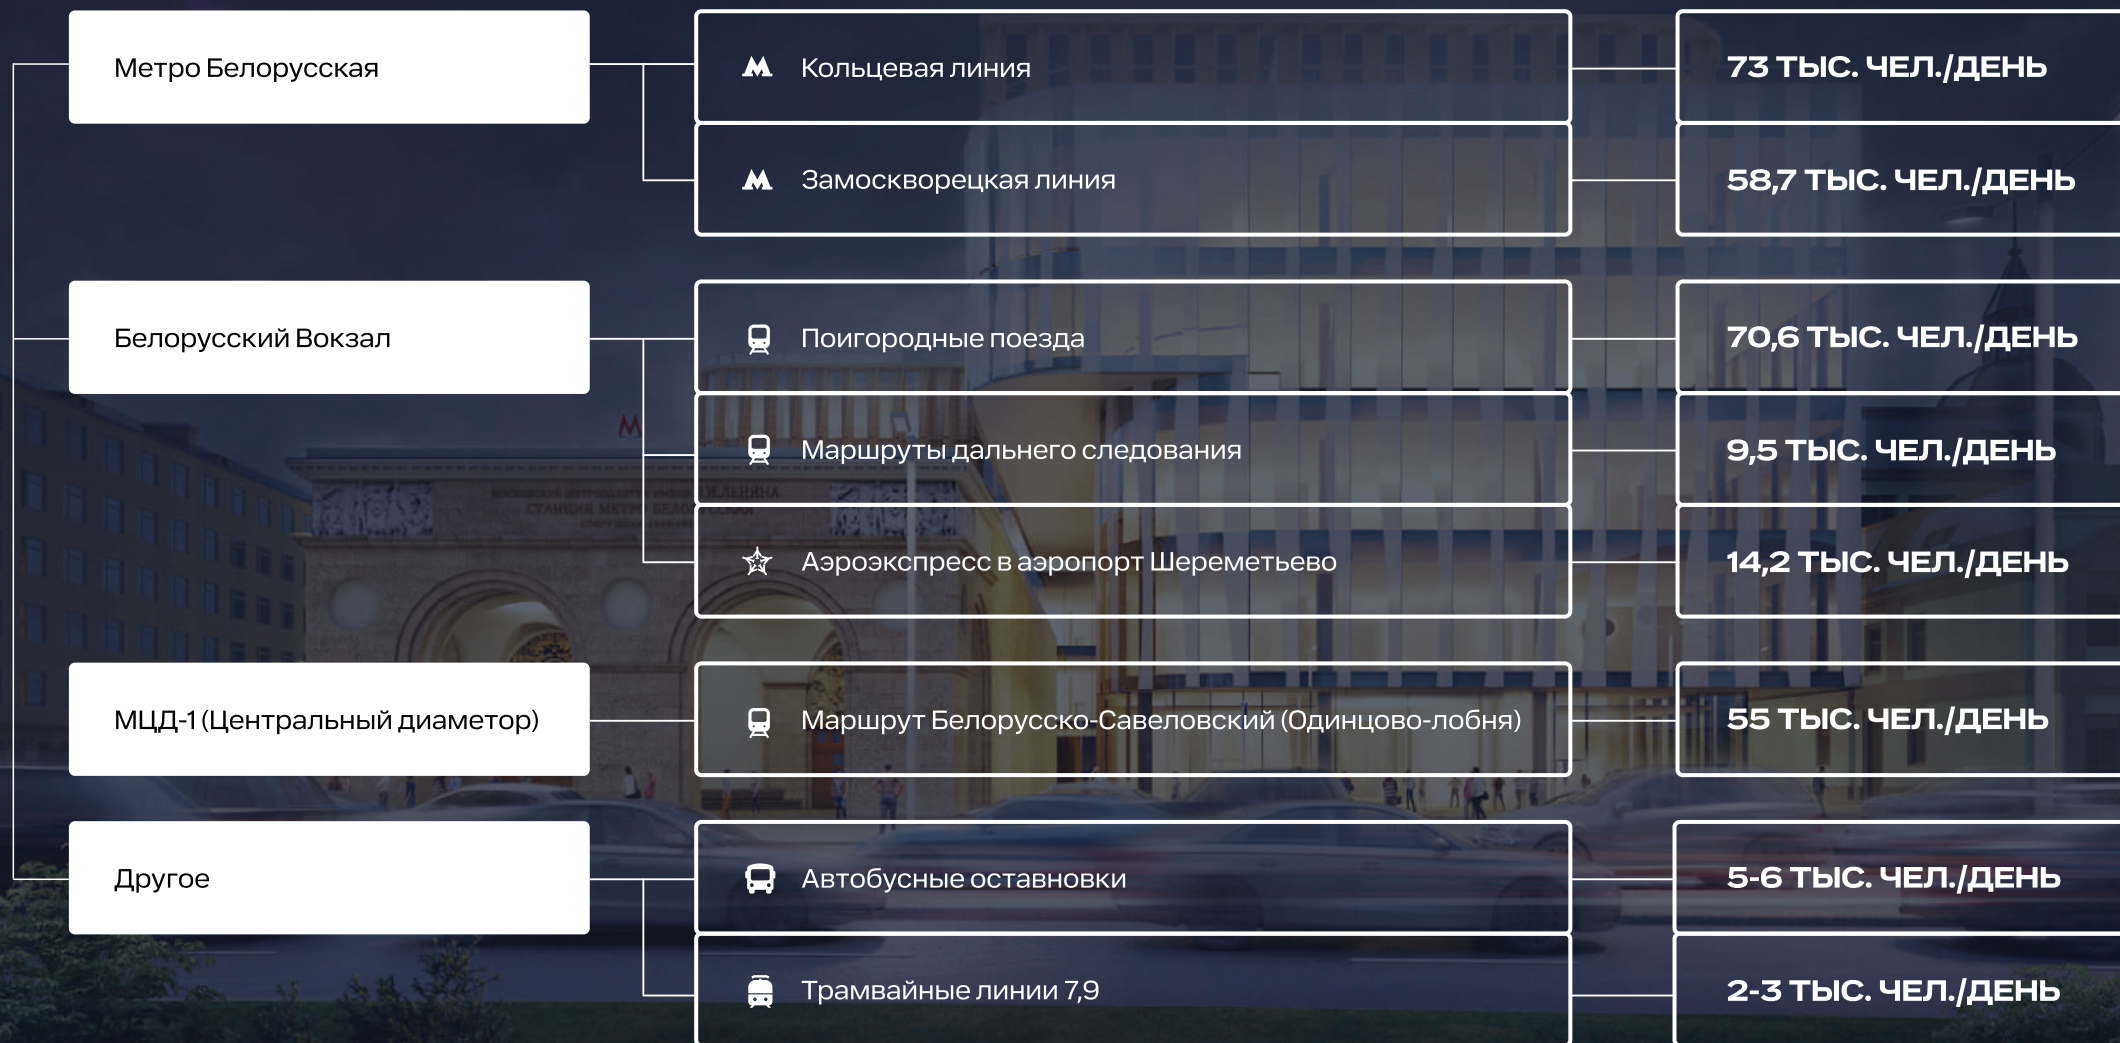 Метро Белорусская
Кольцевая линия
73 ТЫС. ЧЕЛ./ДЕНЬ
Замоскворецкая линия
58,7 ТЫС. ЧЕЛ./ДЕНЬ
Белорусский Вокзал
Поигородные поезда
70,6 ТЫС. ЧЕЛ./ДЕНЬ
Маршруты дальнего следования
9,5 ТЫС. ЧЕЛ./ДЕНЬ
Аэроэкспресс в аэропорт Шереметьево
14,2 ТЫС. ЧЕЛ./ДЕНЬ
СТАНЦИЯ МЕТРО БЕЛОРУССКАЯ
МЦД-1 (Центральный диаметор)
Маршрут Белорусско-Савеловский (Одинцово-лобня)
55 ТЫС. ЧЕЛ./ДЕНЬ
Другое
Автобусные оставновки
5-6 ТЫС. ЧЕЛ./ДЕНЬ
Трамвайные линии 7,9
2-3 ТЫС. ЧЕЛ./ДЕНЬ